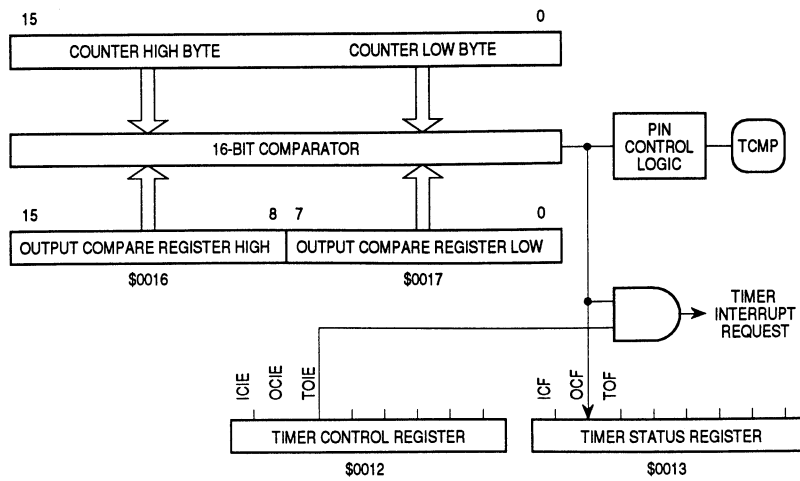 15 0
COUNTER HIGH BYTE COUNTER LOW BYTE
16-BIT COMPARATOR
PIN
CONTROL
LOGIC
TCMP
15 8 7 0
OUTPUT COMPARE REGISTER HIGH OUTPUT COMPARE REGISTER LOW
$0016 $0017
TIMER
INTERRUPT
REQUEST
ICIE
OCIE
TOIE
ICF
OCF
TOF
TIMER CONTROL REGISTER
TIMER STATUS REGISTER
$0012
$0013